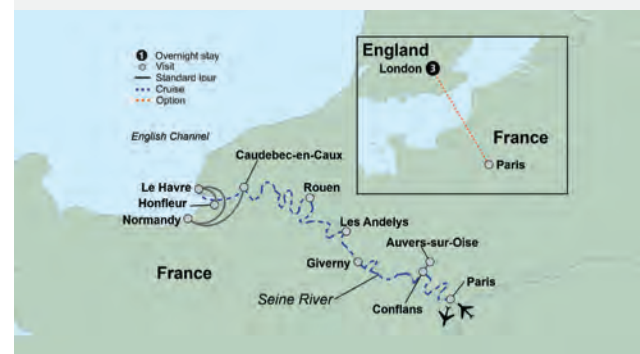 1 Overnight stay
Visit
Standard tour
Cruise
Option
English Channel
England
London 3
France
Paris
Caudebec-en-Caux
Le Havre
Honfleur
Normandy
Rouen
Les Andelys
Auvers-sur-Oise
Giverny
Paris
France
Seine River
Conflans